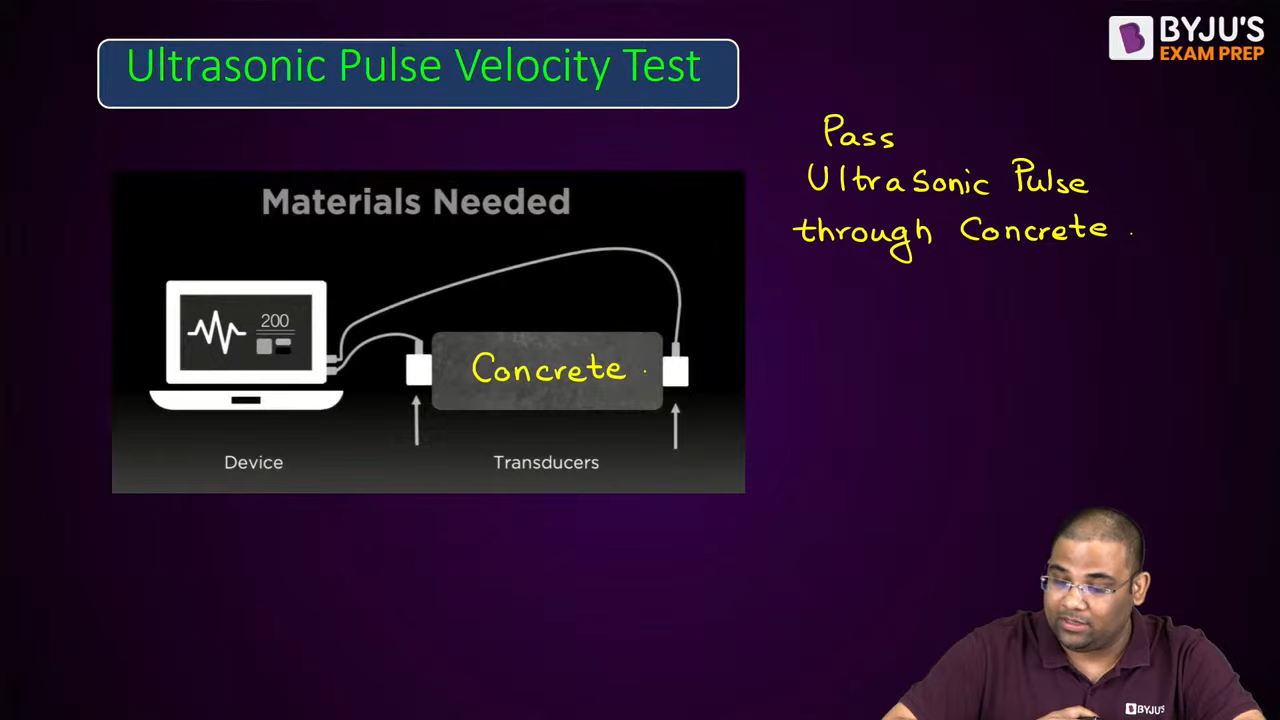 Ultrasonic Pulse Velocity Test
BYJU'S
EXAM PREP
Pass
UltraSonic Pulse
through Concrete .
Materials Needed
200
Concrete .
Device
Transducers
BYJU'S